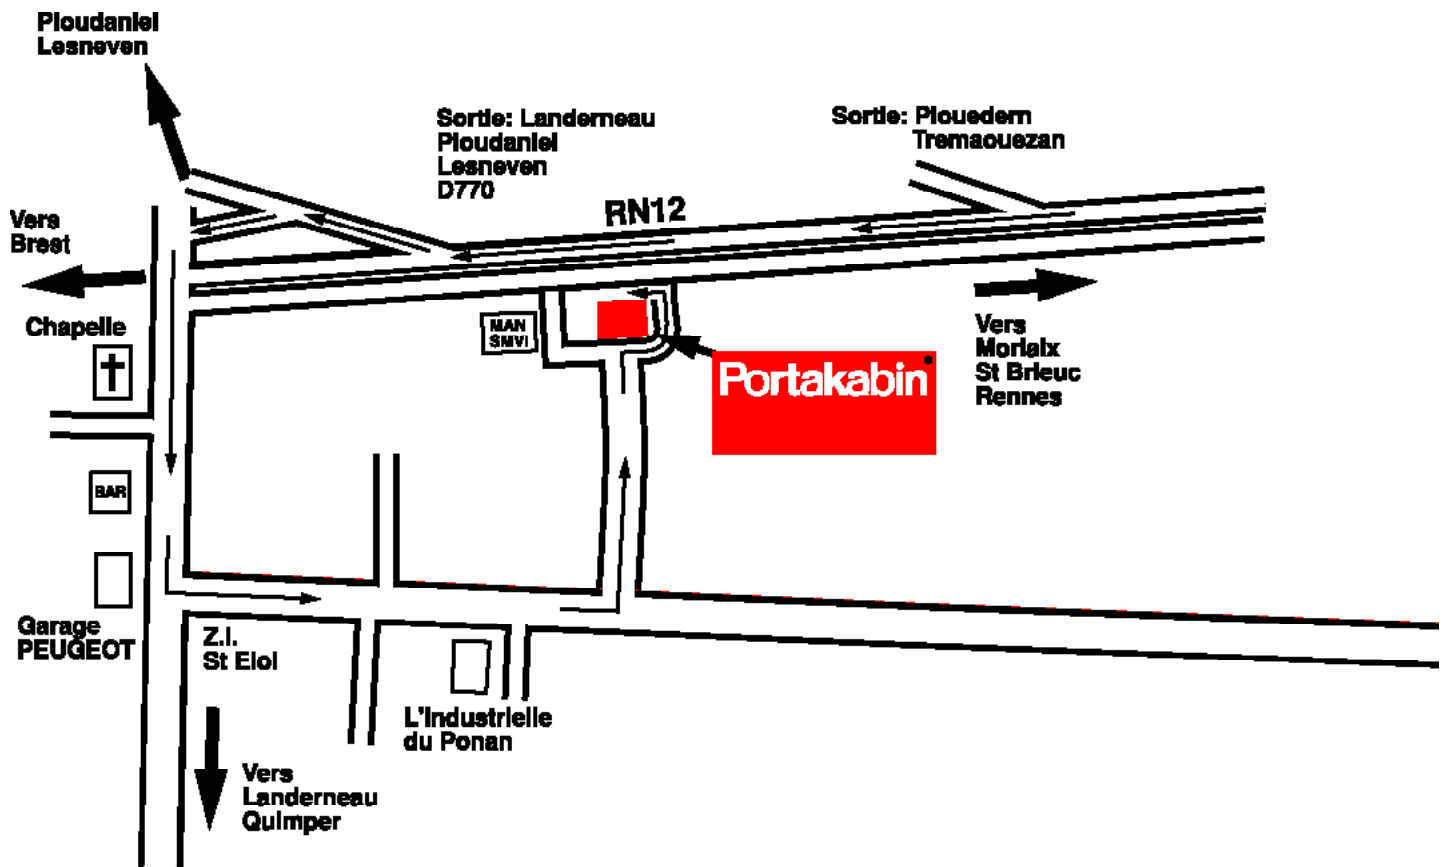 Ploudaniel
Lesneven
Sortie: Landerneau
Ploudaniel
Lesneven
D770
Sortie: Plouedern
Tremaouezan
RN12
Vers
Brest
Chapelle
MAN
SMVI
Portakabin
Vers
Morlaix
St Brieuc
Rennes
BAR
Garage
PEUGEOT
Z.I.
St Eloi
L'Industrielle
du Ponan
Vers
Landerneau
Quimper